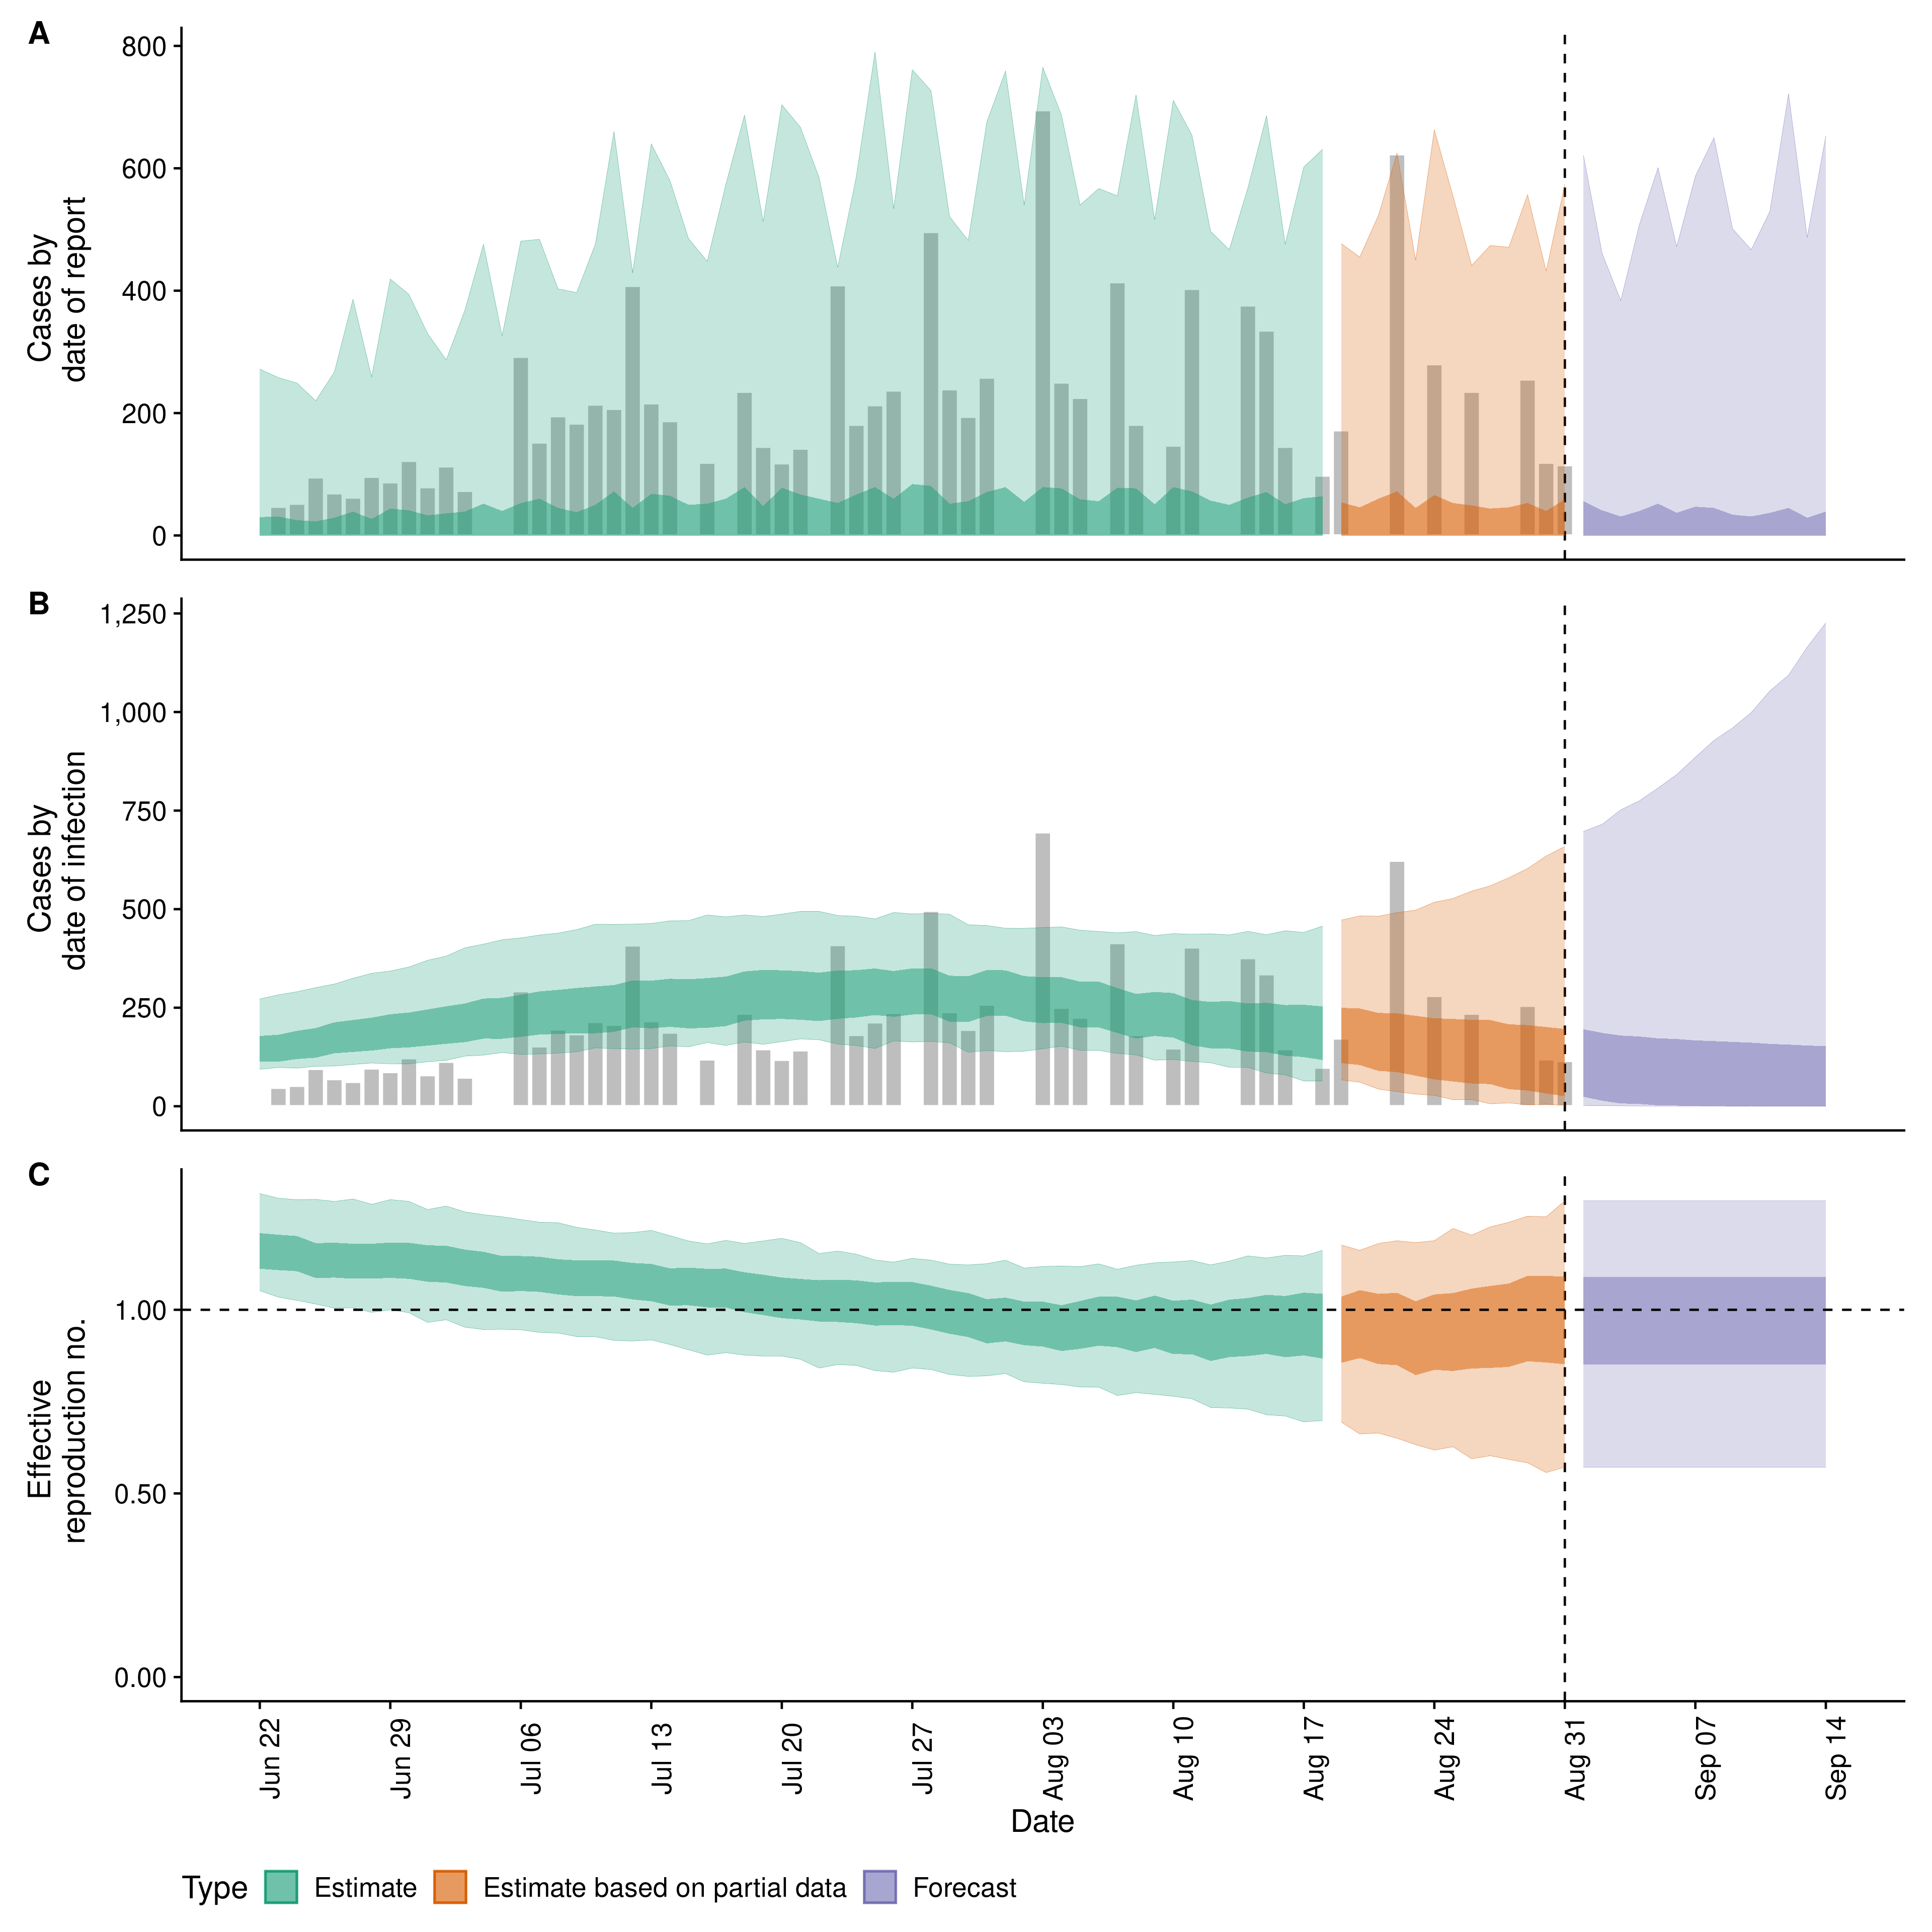 A
800
600
400
200
0
Cases by
date of report
B
1,250
1,000
750
500
250
0
Cases by
date of infection
C
1.00
0.50
0.00
Effective
reproduction no.
Jun 22
Jun 29
Jul 06
Jul 13
Jul 20
Jul 27
Aug 03
Aug 10
Aug 17
Aug 24
Aug 31
Sep 07
Sep 14
Date
Type Estimate Estimate based on partial data Forecast